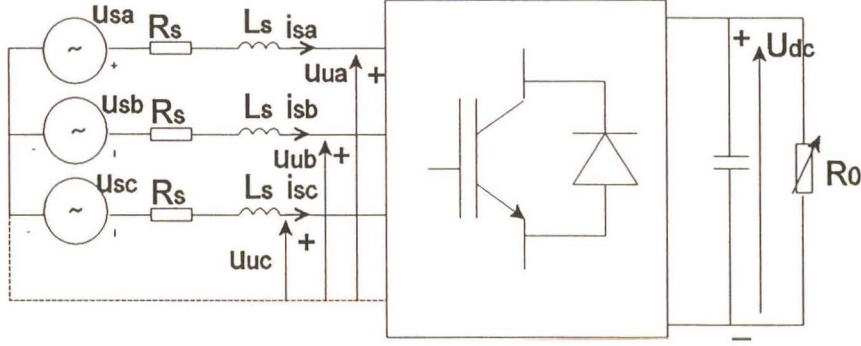 usa Rs Ls isa
~
+
uua +
usb Rs Ls isb
~
uub +
usc Rs Ls isc
~
uuc +
+ Udc
R0
−